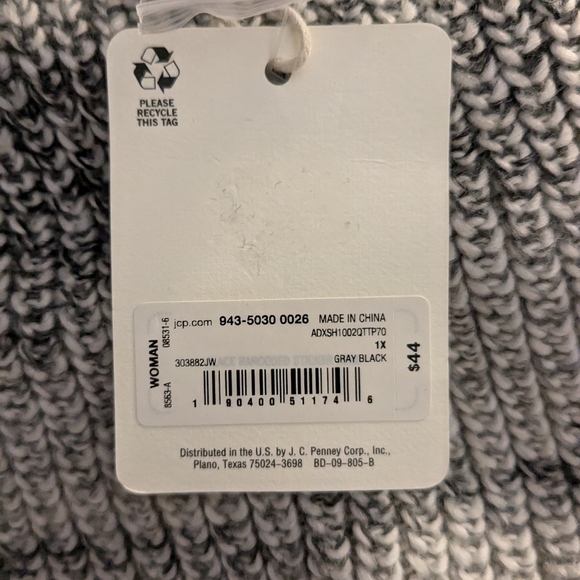 PLEASE
RECYCLE
THIS TAG
WOMAN
08531-6
8563-A
jcp.com 943-5030 0026 MADE IN CHINA
ADXSH1002QTTP70
1X
303882JW GRAY BLACK
$44
1 90400 51174 6
Distributed in the U.S. by J. C. Penney Corp., Inc.,
Plano, Texas 75024-3698 BD-09-805-B